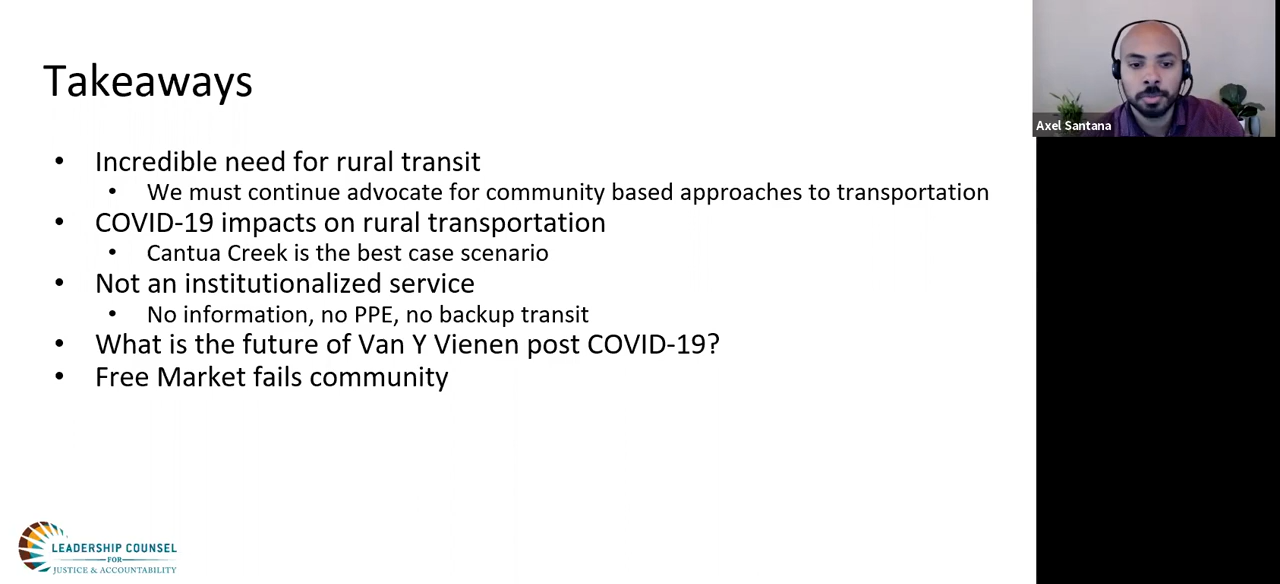 Takeaways
• Incredible need for rural transit
• We must continue advocate for community based approaches to transportation
• COVID-19 impacts on rural transportation
• Cantua Creek is the best case scenario
• Not an institutionalized service
• No information, no PPE, no backup transit
• What is the future of Van Y Vienen post COVID-19?
• Free Market fails community
LEADERSHIP COUNSEL
FOR
JUSTICE & ACCOUNTABILITY
Axel Santana